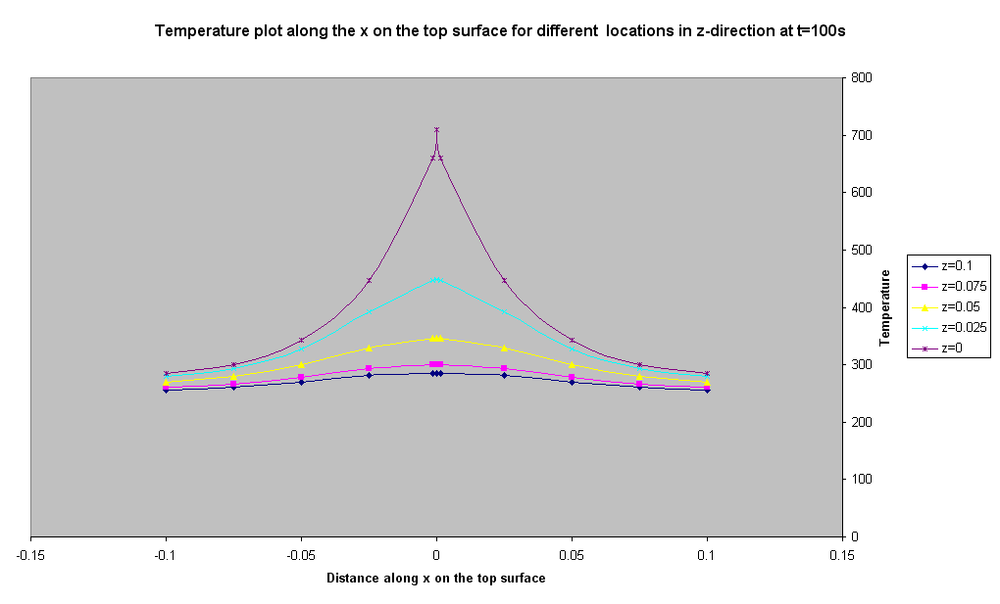 Temperature plot along the x on the top surface for different  locations in z-direction at t=100s
800
700
600
500
400
300
200
100
0
Temperature
z=0.1
z=0.075
z=0.05
z=0.025
z=0
-0.15
-0.1
-0.05
0
0.05
0.1
0.15
Distance along x on the top surface